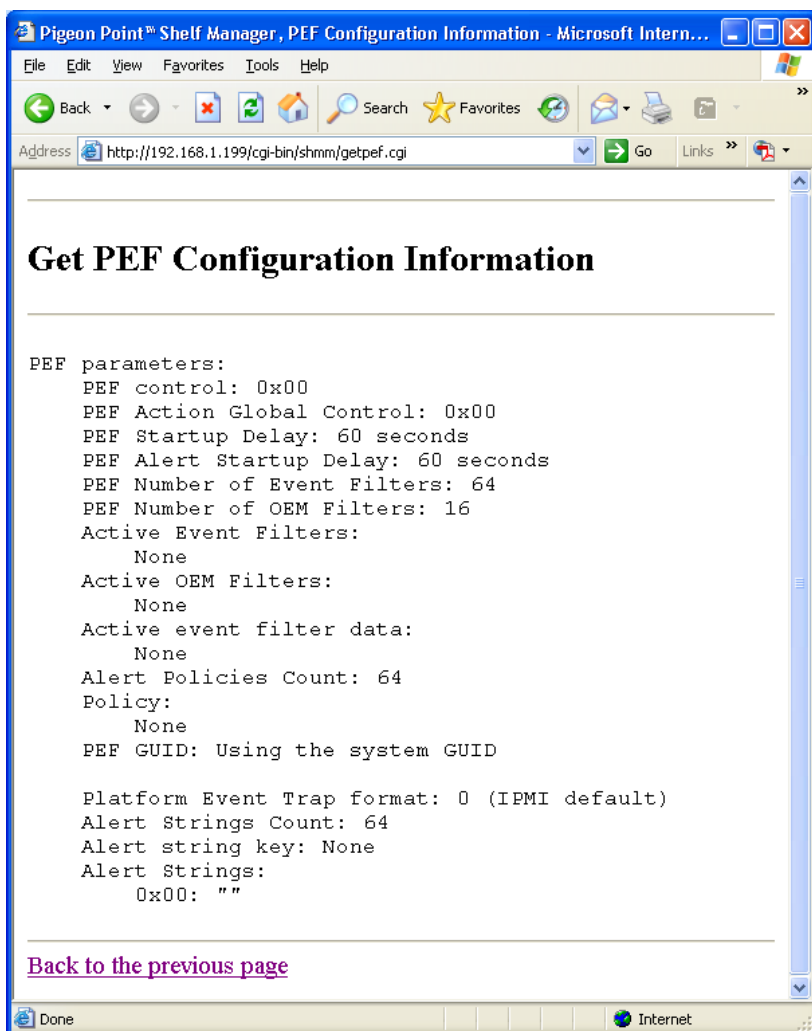 Pigeon Point™ Shelf Manager, PEF Configuration Information - Microsoft Intern...
File Edit View Favorites Tools Help
Back Search Favorites
Address http://192.168.1.199/cgi-bin/shmm/getpef.cgi Go Links
Get PEF Configuration Information
PEF parameters:
PEF control: 0x00
PEF Action Global Control: 0x00
PEF Startup Delay: 60 seconds
PEF Alert Startup Delay: 60 seconds
PEF Number of Event Filters: 64
PEF Number of OEM Filters: 16
Active Event Filters:
None
Active OEM Filters:
None
Active event filter data:
None
Alert Policies Count: 64
Policy:
None
PEF GUID: Using the system GUID
Platform Event Trap format: 0 (IPMI default)
Alert Strings Count: 64
Alert string key: None
Alert Strings:
0x00: ""
Back to the previous page
Done Internet